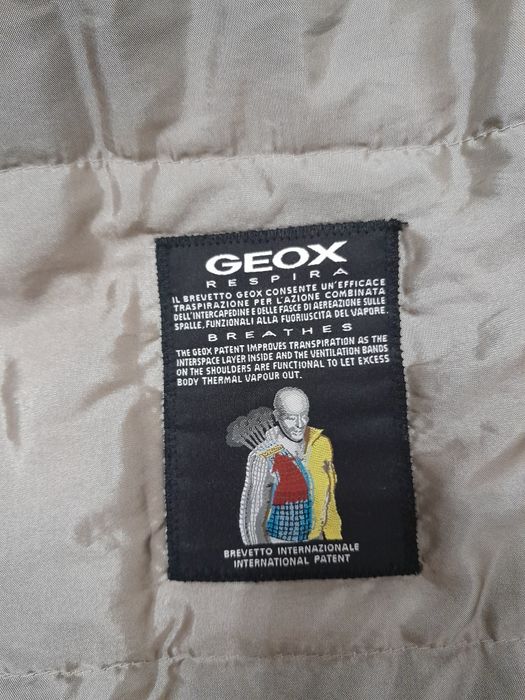 GEOX
RESPIRA
IL BREVETTO GEOX CONSENTE UN'EFFICACE
TRASPIRAZIONE PER L'AZIONE COMBINATA
DELL'INTERCAPEDINE E DELLE FASCE DI AEREAZIONE SULLE
SPALLE, FUNZIONALI ALLA FUORIUSCITA DEL VAPORE.
BREATHES
THE GEOX PATENT IMPROVES TRANSPIRATION AS THE
INTERSPACE LAYER INSIDE AND THE VENTILATION BANDS
ON THE SHOULDERS ARE FUNCTIONAL TO LET EXCESS
BODY THERMAL VAPOUR OUT.
BREVETTO INTERNAZIONALE
INTERNATIONAL PATENT